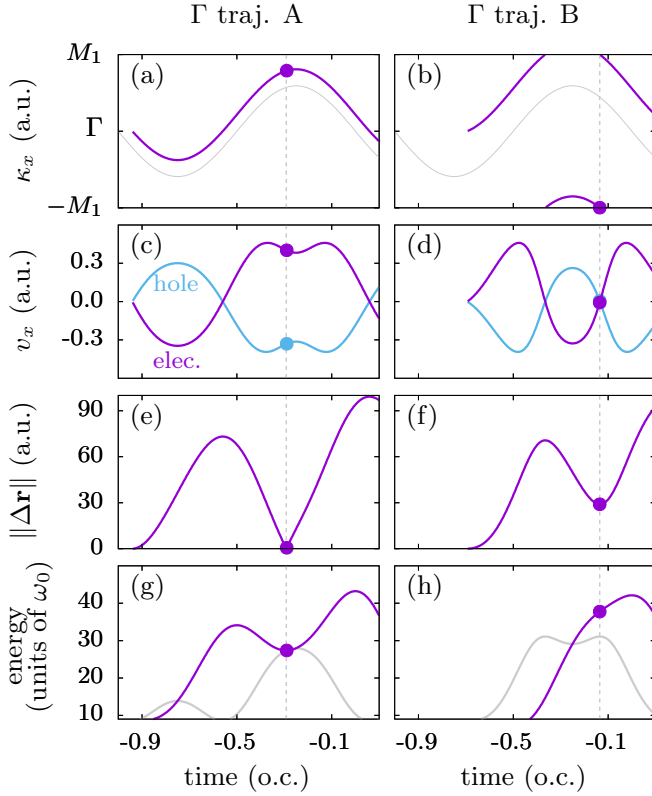 Γ traj. A
Γ traj. B
κx (a.u.)
M1
Γ
−M1
(a)
(b)
vx (a.u.)
0.3
0.0
-0.3
(c)
hole
elec.
(d)
||Δr|| (a.u.)
90
60
30
0
(e)
(f)
energy
(units of ω0)
40
30
20
10
(g)
(h)
-0.9 -0.5 -0.1
-0.9 -0.5 -0.1
time (o.c.)
time (o.c.)